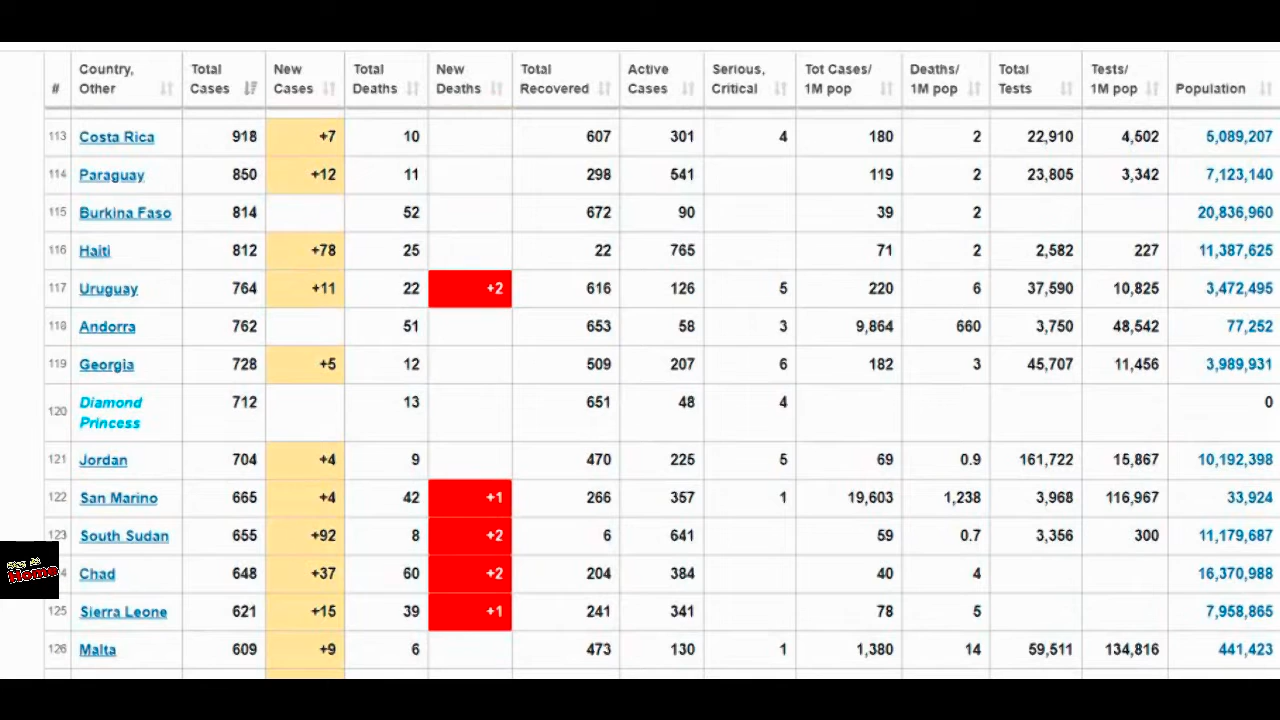 # Country, Other Total Cases New Cases Total Deaths New Deaths Total Recovered Active Cases Serious, Critical Tot Cases/ 1M pop Deaths/ 1M pop Total Tests Tests/ 1M pop Population
113 Costa Rica 918 +7 10 607 301 4 180 2 22,910 4,502 5,089,207
114 Paraguay 850 +12 11 298 541 119 2 23,805 3,342 7,123,140
115 Burkina Faso 814 52 672 90 39 2 20,836,960
116 Haiti 812 +78 25 22 765 71 2 2,582 227 11,387,625
117 Uruguay 764 +11 22 +2 616 126 5 220 6 37,590 10,825 3,472,495
118 Andorra 762 51 653 58 3 9,864 660 3,750 48,542 77,252
119 Georgia 728 +5 12 509 207 6 182 3 45,707 11,456 3,989,931
120 Diamond Princess 712 13 651 48 4 0
121 Jordan 704 +4 9 470 225 5 69 0.9 161,722 15,867 10,192,398
122 San Marino 665 +4 42 +1 266 357 1 19,603 1,238 3,968 116,967 33,924
123 South Sudan 655 +92 8 +2 6 641 59 0.7 3,356 300 11,179,687
Chad 648 +37 60 +2 204 384 40 4 16,370,988
125 Sierra Leone 621 +15 39 +1 241 341 78 5 7,958,865
126 Malta 609 +9 6 473 130 1 1,380 14 59,511 134,816 441,423
Home